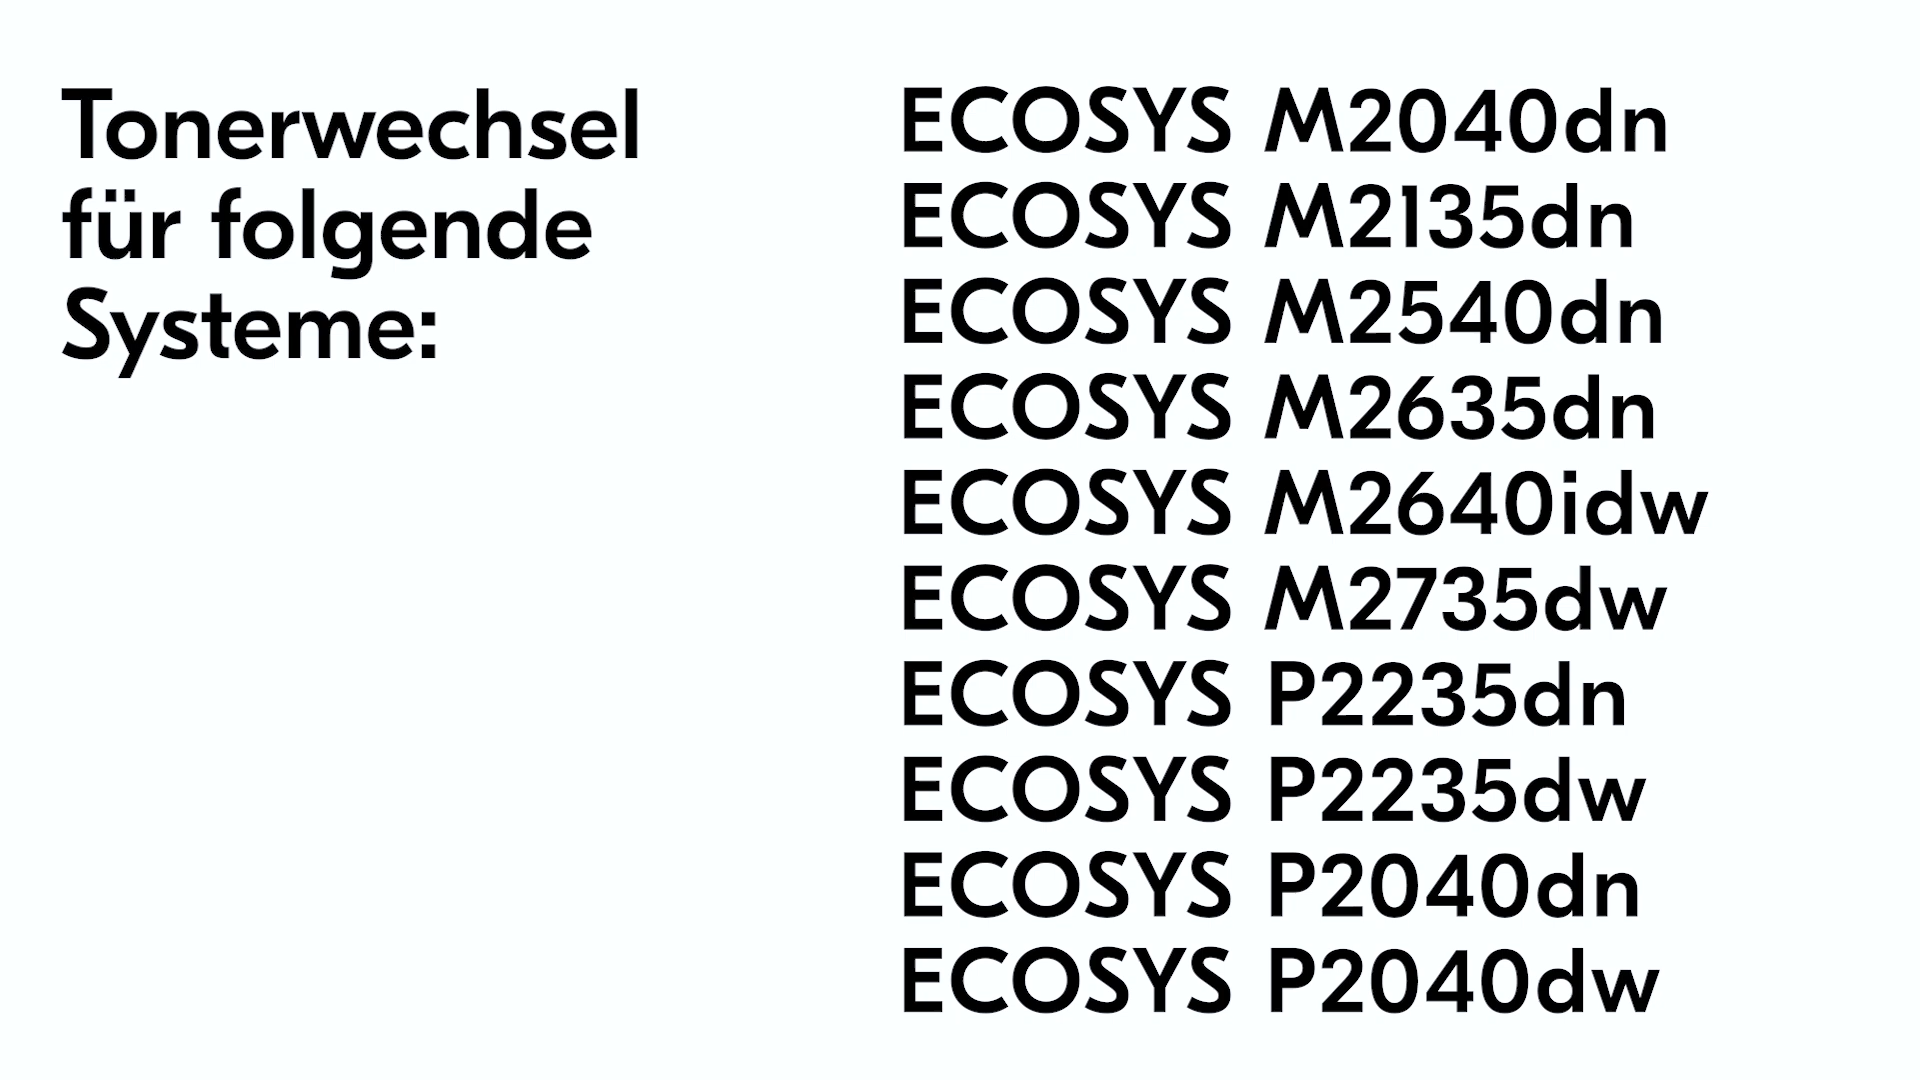 Tonerwechsel
für folgende
Systeme:
ECOSYS M2040dn
ECOSYS M2135dn
ECOSYS M2540dn
ECOSYS M2635dn
ECOSYS M2640idw
ECOSYS M2735dw
ECOSYS P2235dn
ECOSYS P2235dw
ECOSYS P2040dn
ECOSYS P2040dw